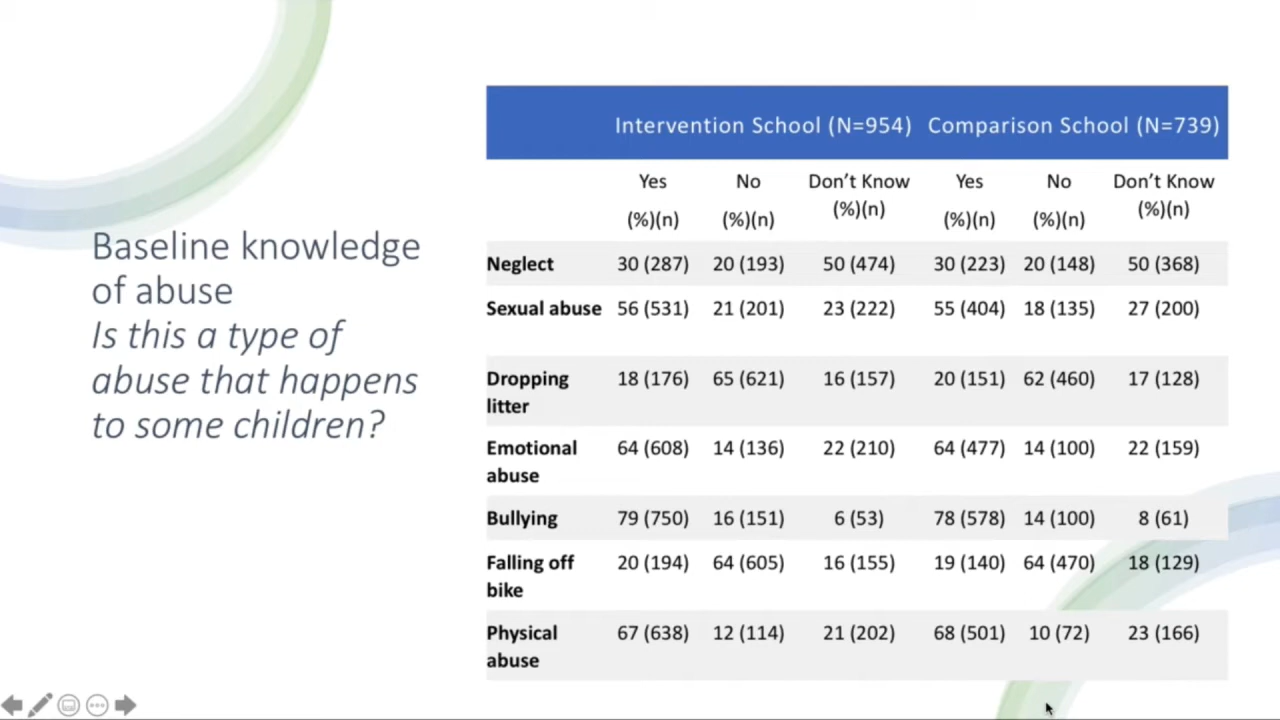 Baseline knowledge
of abuse
Is this a type of
abuse that happens
to some children?
Intervention School (N=954) Comparison School (N=739)
Yes No Don’t Know Yes No Don’t Know
(%)(n) (%)(n) (%)(n) (%)(n) (%)(n) (%)(n)
Neglect 30 (287) 20 (193) 50 (474) 30 (223) 20 (148) 50 (368)
Sexual abuse 56 (531) 21 (201) 23 (222) 55 (404) 18 (135) 27 (200)
Dropping 18 (176) 65 (621) 16 (157) 20 (151) 62 (460) 17 (128)
litter
Emotional 64 (608) 14 (136) 22 (210) 64 (477) 14 (100) 22 (159)
abuse
Bullying 79 (750) 16 (151) 6 (53) 78 (578) 14 (100) 8 (61)
Falling off 20 (194) 64 (605) 16 (155) 19 (140) 64 (470) 18 (129)
bike
Physical 67 (638) 12 (114) 21 (202) 68 (501) 10 (72) 23 (166)
abuse